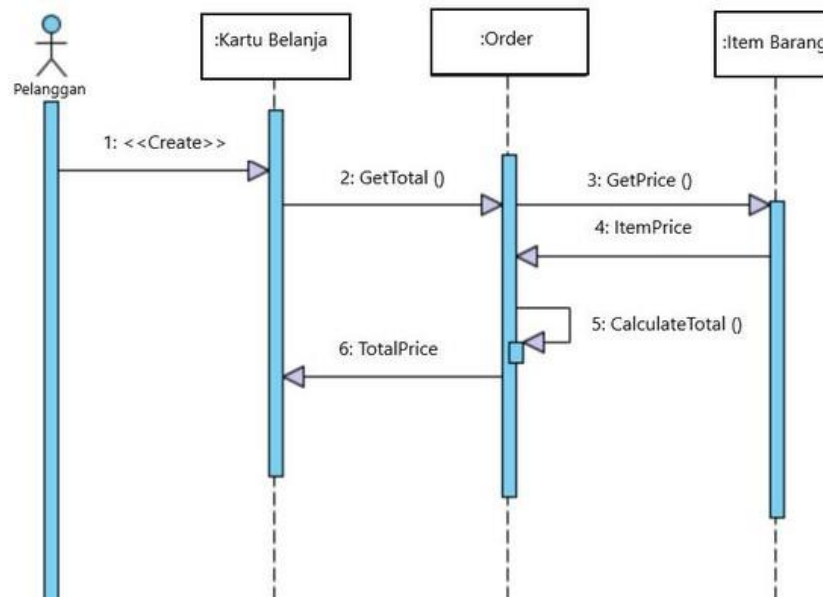 Pelanggan
:Kartu Belanja
:Order
:Item Barang
1: <<Create>>
2: GetTotal ()
3: GetPrice ()
4: ItemPrice
5: CalculateTotal ()
6: TotalPrice